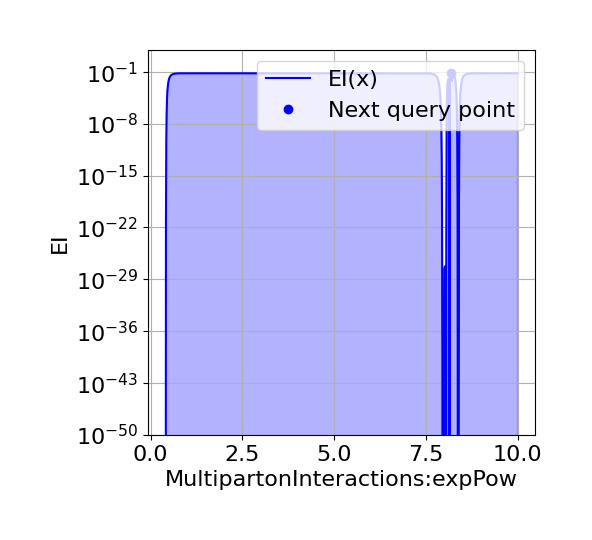 EI(x)
Next query point
10⁻¹
10⁻⁸
10⁻¹⁵
10⁻²²
10⁻²⁹
10⁻³⁶
10⁻⁴³
10⁻⁵⁰
EI
0.0 2.5 5.0 7.5 10.0
MultipartonInteractions:expPow